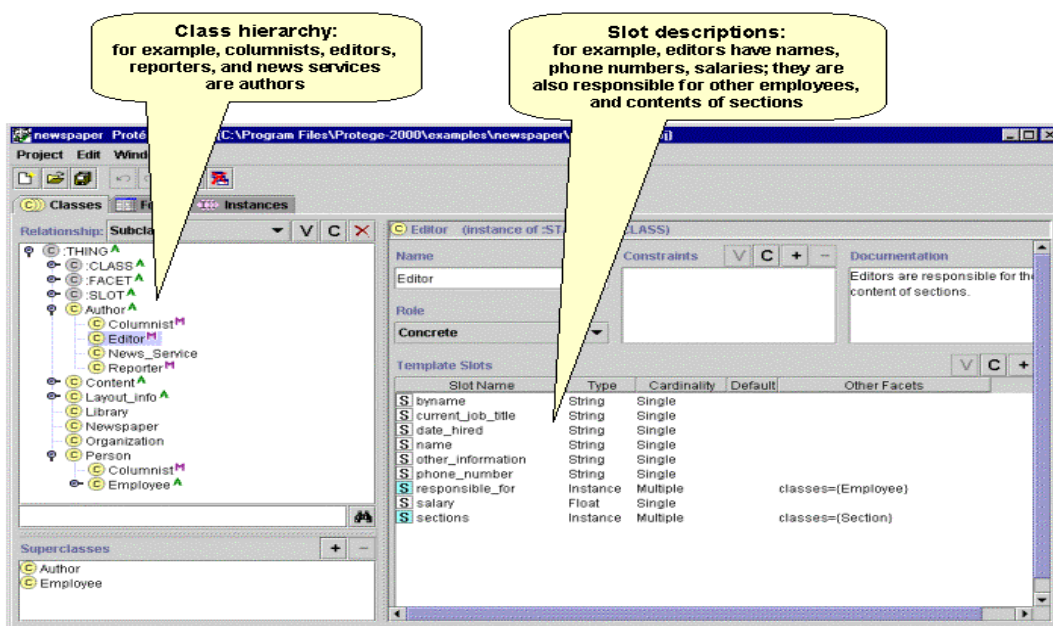 Class hierarchy:
for example, columnists, editors,
reporters, and news services
are authors
Slot descriptions:
for example, editors have names,
phone numbers, salaries; they are
also responsible for other employees,
and contents of sections
newspaper Proté [C:\Program Files\Protege-2000\examples\newspaper\
Project Edit Wind
Classes Instances
Relationship: Subcla V C
:THING A
:CLASS A
:FACET A
:SLOT A
Author A
Columnist M
Editor M
News_Service
Reporter M
Content A
Layout_info A
Library
Newspaper
Organization
Person
Columnist M
Employee A
Superclasses + −
Author
Employee
C Editor (instance of :ST LASS)
Name
Editor
Constraints V C + −
Documentation
Editors are responsible for the
content of sections.
Role
Concrete
Template Slots V C +
Slot Name Type Cardinality Default Other Facets
S byname String Single
S current_job_title String Single
S date_hired String Single
S name String Single
S other_information String Single
S phone_number String Single
S responsible_for Instance Multiple classes={Employee}
S salary Float Single
S sections Instance Multiple classes={Section}